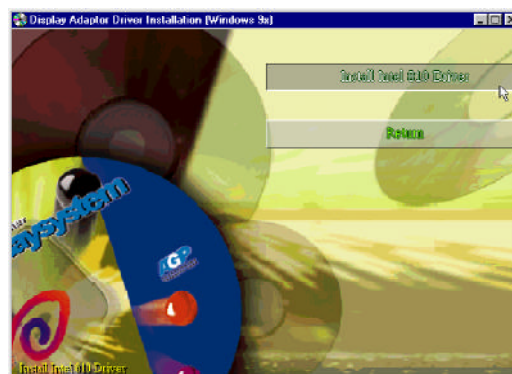 Display Adaptor Driver Installation [Windows 9x]
Install Intel 810 Driver
Return
AGP
Install Intel 810 Driver